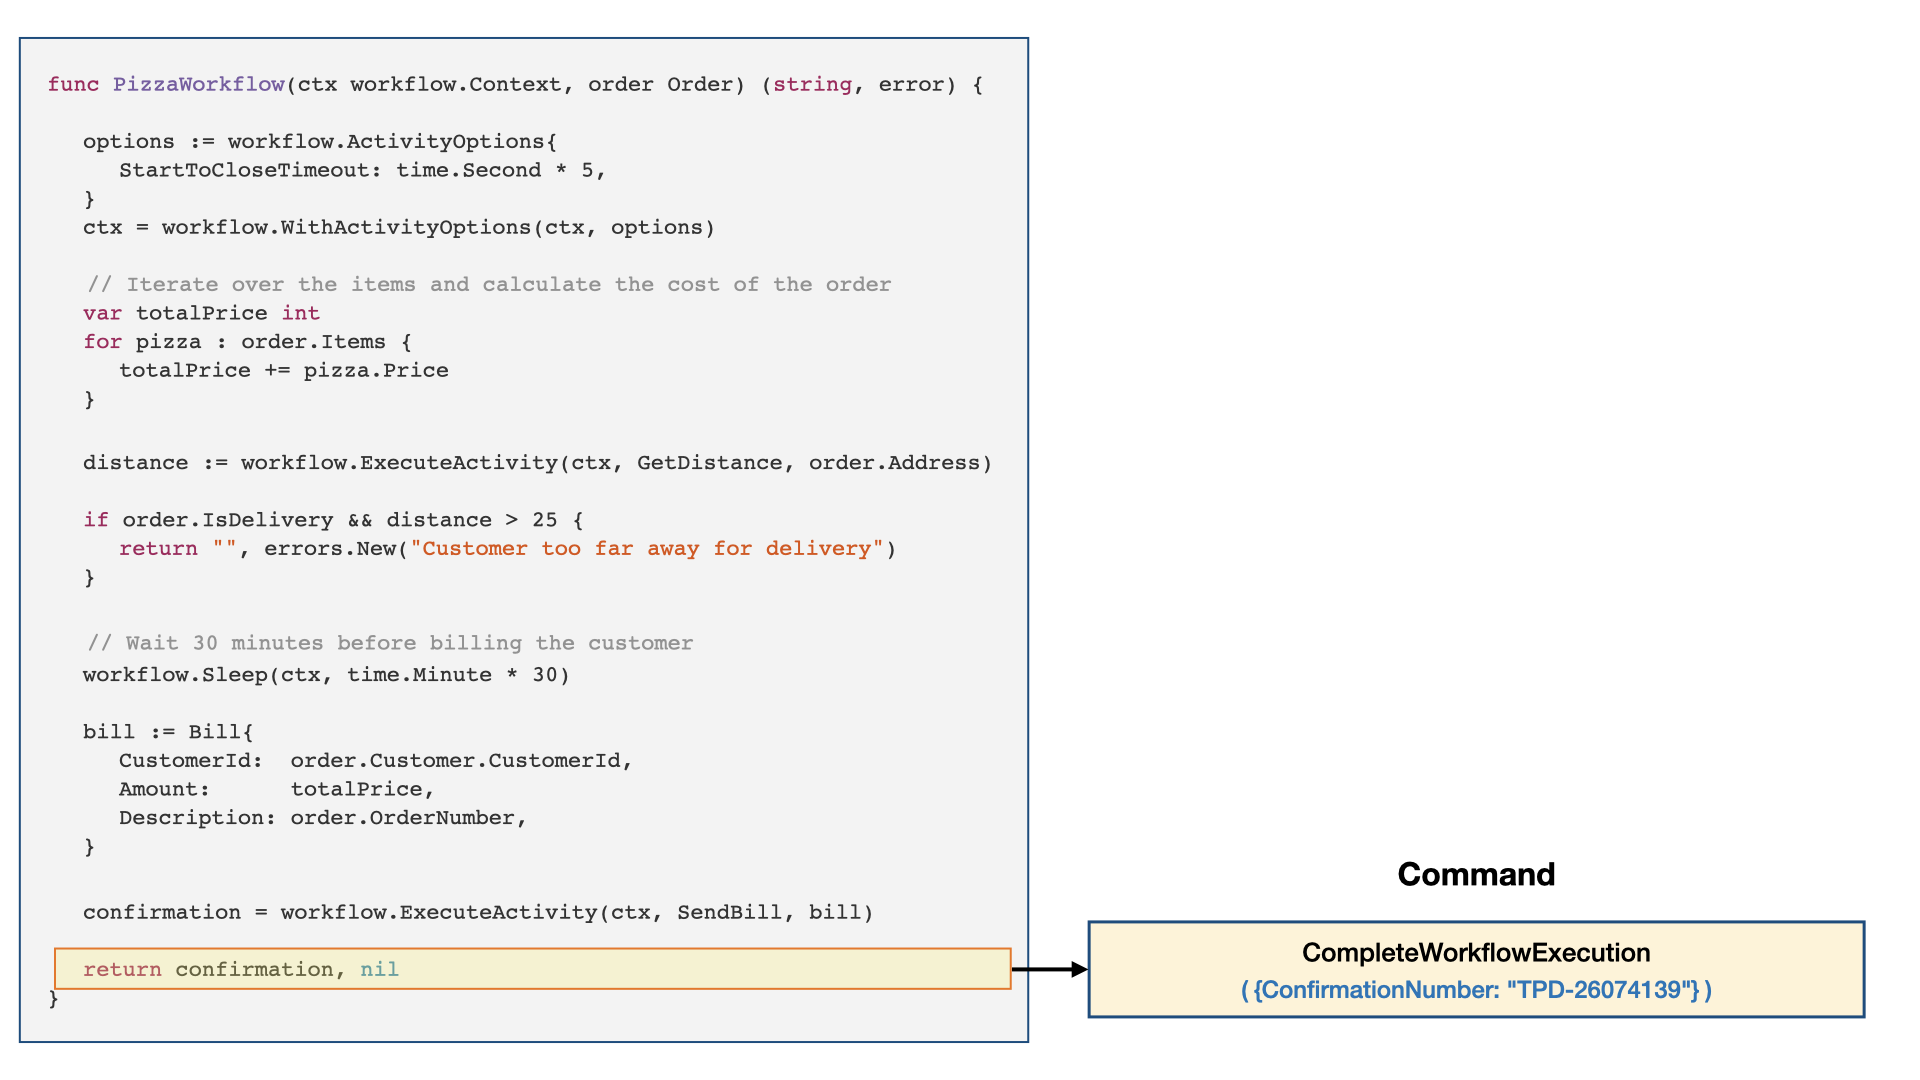 func PizzaWorkflow(ctx workflow.Context, order Order) (string, error) {
options := workflow.ActivityOptions{
StartToCloseTimeout: time.Second * 5,
}
ctx = workflow.WithActivityOptions(ctx, options)
// Iterate over the items and calculate the cost of the order
var totalPrice int
for pizza : order.Items {
totalPrice += pizza.Price
}
distance := workflow.ExecuteActivity(ctx, GetDistance, order.Address)
if order.IsDelivery && distance > 25 {
return "", errors.New("Customer too far away for delivery")
}
// Wait 30 minutes before billing the customer
workflow.Sleep(ctx, time.Minute * 30)
bill := Bill{
CustomerId: order.Customer.CustomerId,
Amount: totalPrice,
Description: order.OrderNumber,
}
confirmation = workflow.ExecuteActivity(ctx, SendBill, bill)
return confirmation, nil
}
Command
CompleteWorkflowExecution
({ConfirmationNumber: "TPD-26074139"})